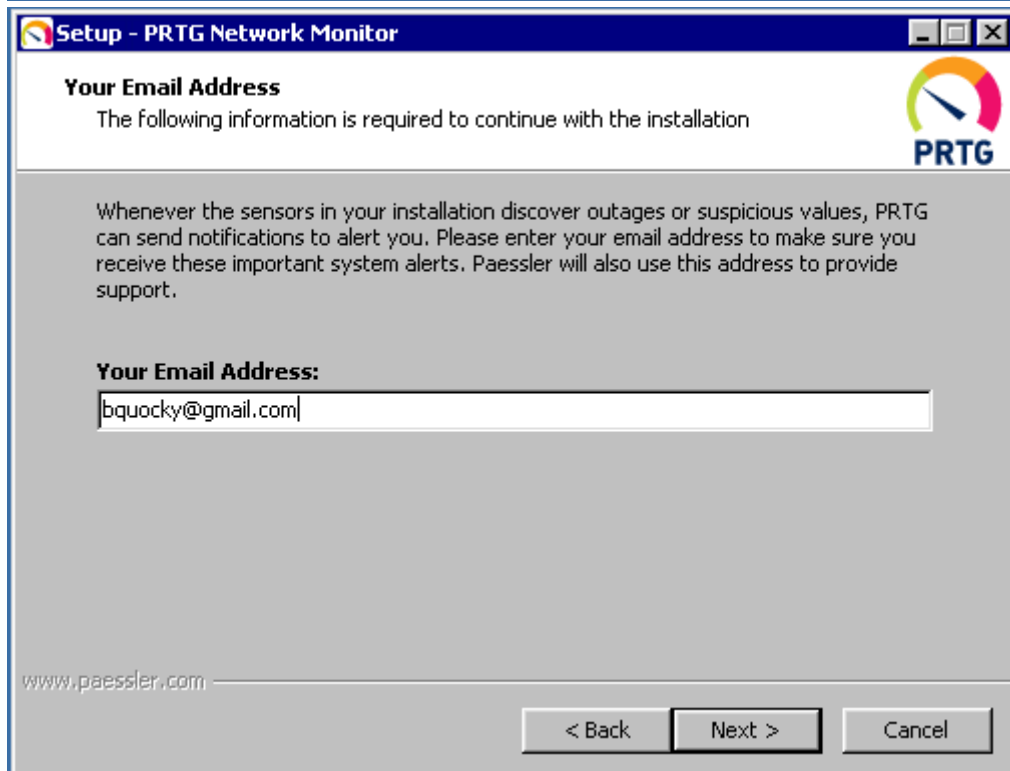 Setup - PRTG Network Monitor
Your Email Address
The following information is required to continue with the installation
PRTG
Whenever the sensors in your installation discover outages or suspicious values, PRTG
can send notifications to alert you. Please enter your email address to make sure you
receive these important system alerts. Paessler will also use this address to provide
support.
Your Email Address:
bquocky@gmail.com
www.paessler.com
< Back Next > Cancel